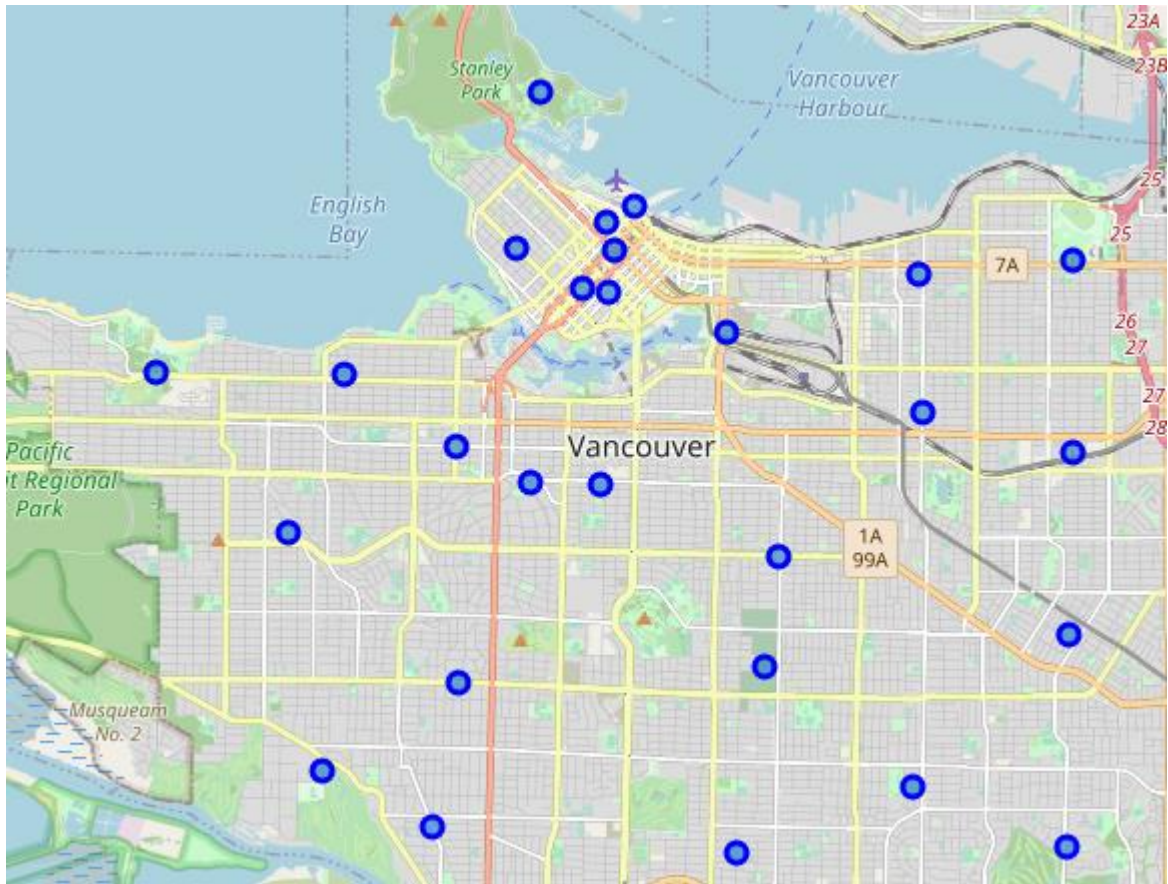 23A
23B
Stanley
Park
Vancouver
Harbour
25
English
Bay
25
7A
26
27
27
28
Vancouver
Pacific
it Regional
Park
1A
99A
Musqueam
No. 2